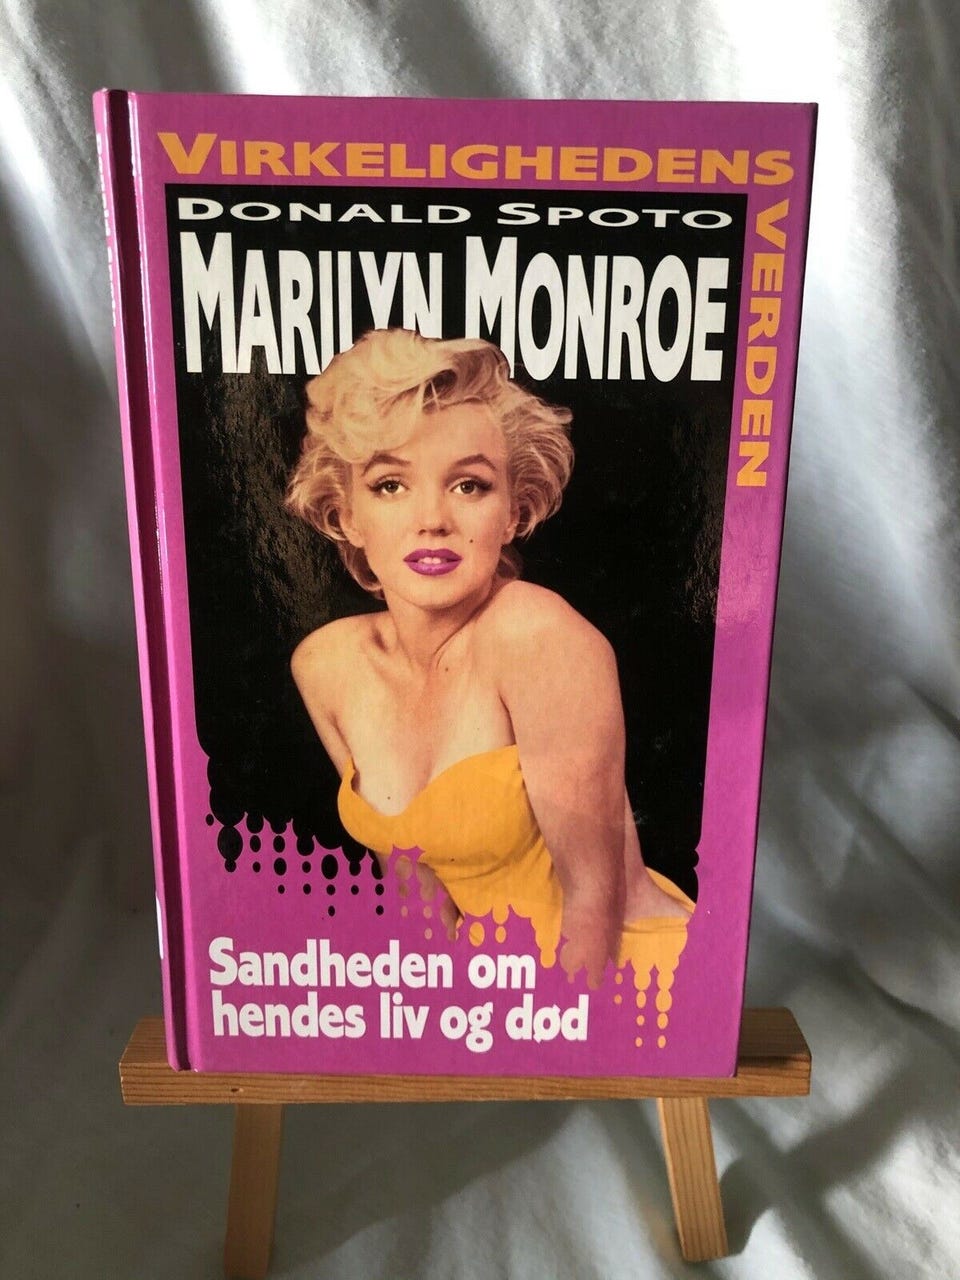 VIRKELIGHEDENS
VERDEN
DONALD SPOTO
MARILYN MONROE
Sandheden om
hendes liv og død